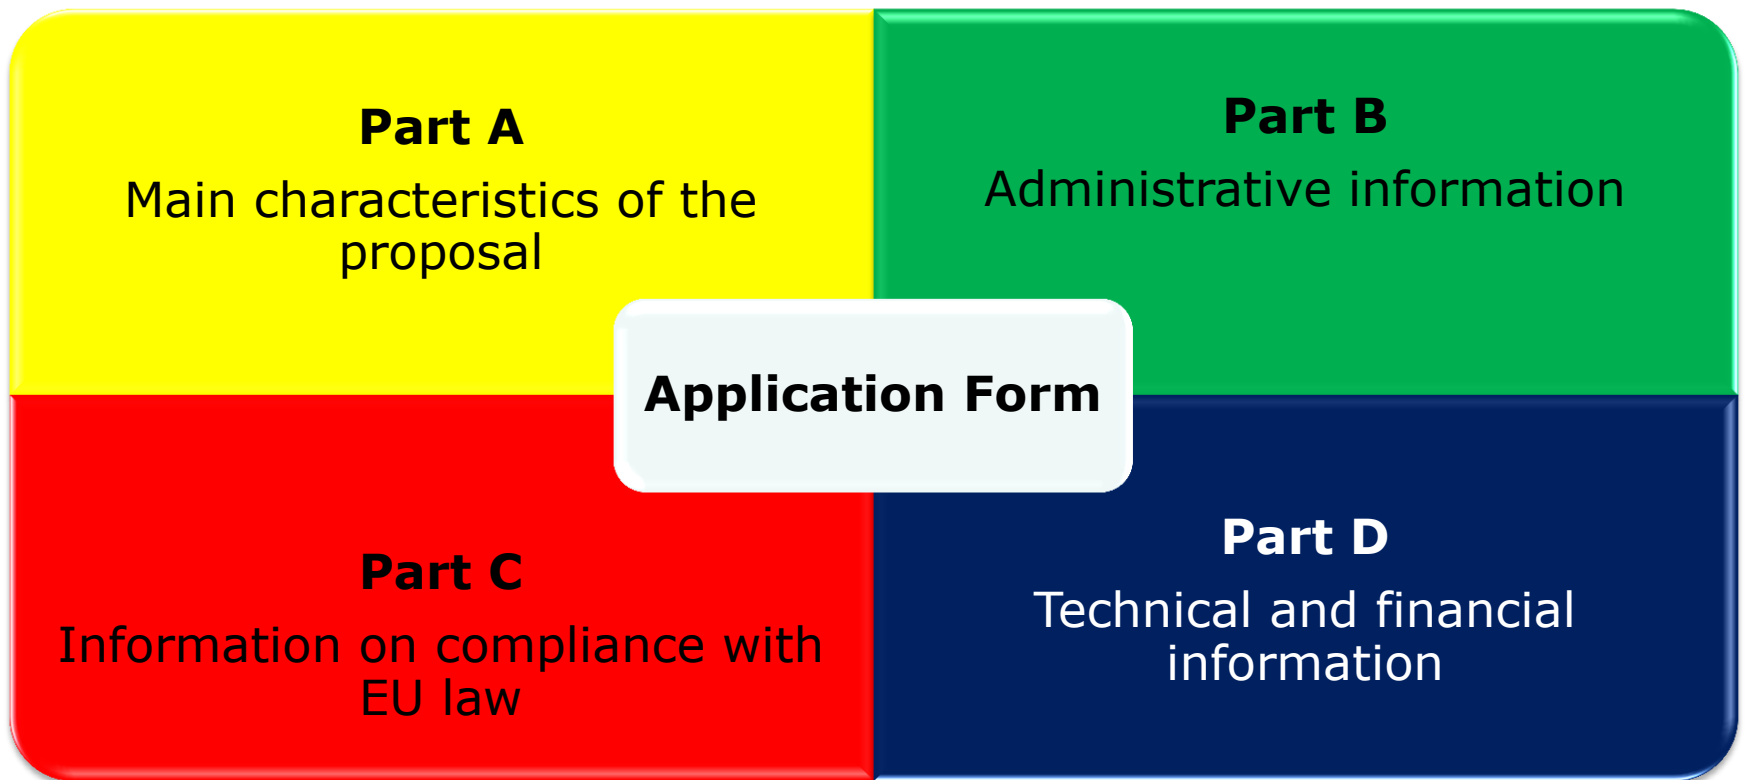 Part A
Main characteristics of the
proposal
Part B
Administrative information
Application Form
Part C
Information on compliance with
EU law
Part D
Technical and financial
information